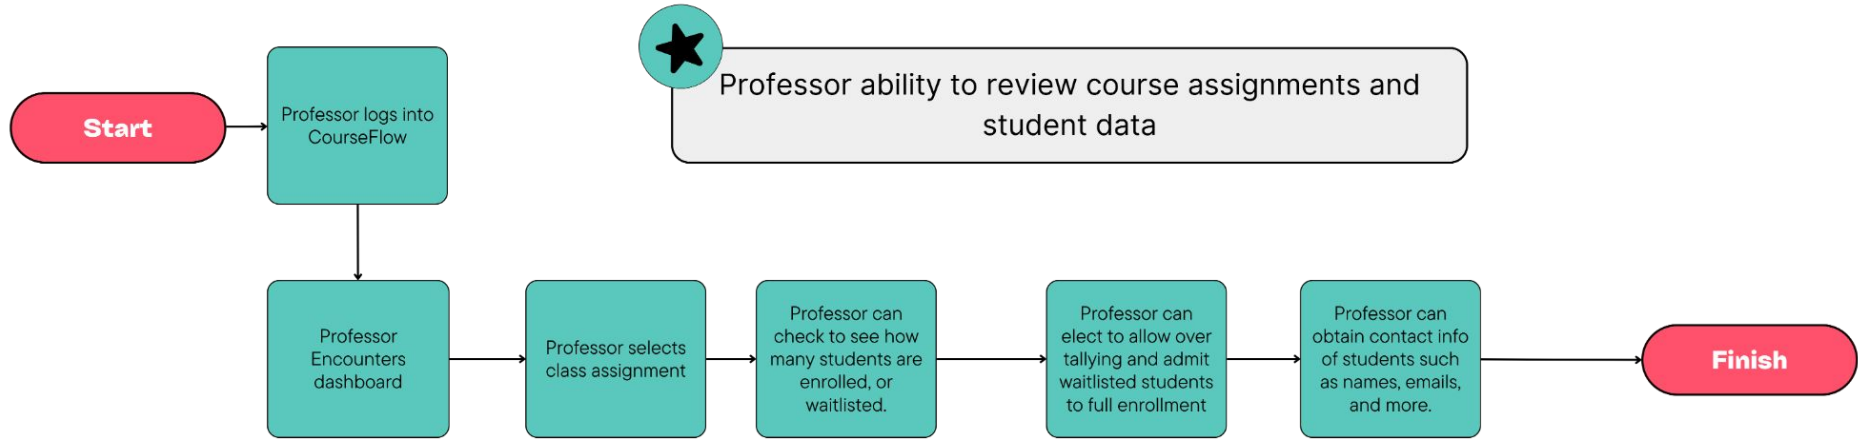 Professor ability to review course assignments and
student data
Start
Professor logs into
CourseFlow
Professor
Encounters
dashboard
Professor selects
class assignment
Professor can
check to see how
many students are
enrolled, or
waitlisted.
Professor can
elect to allow over
tallying and admit
waitlisted students
to full enrollment
Professor can
obtain contact info
of students such
as names, emails,
and more.
Finish